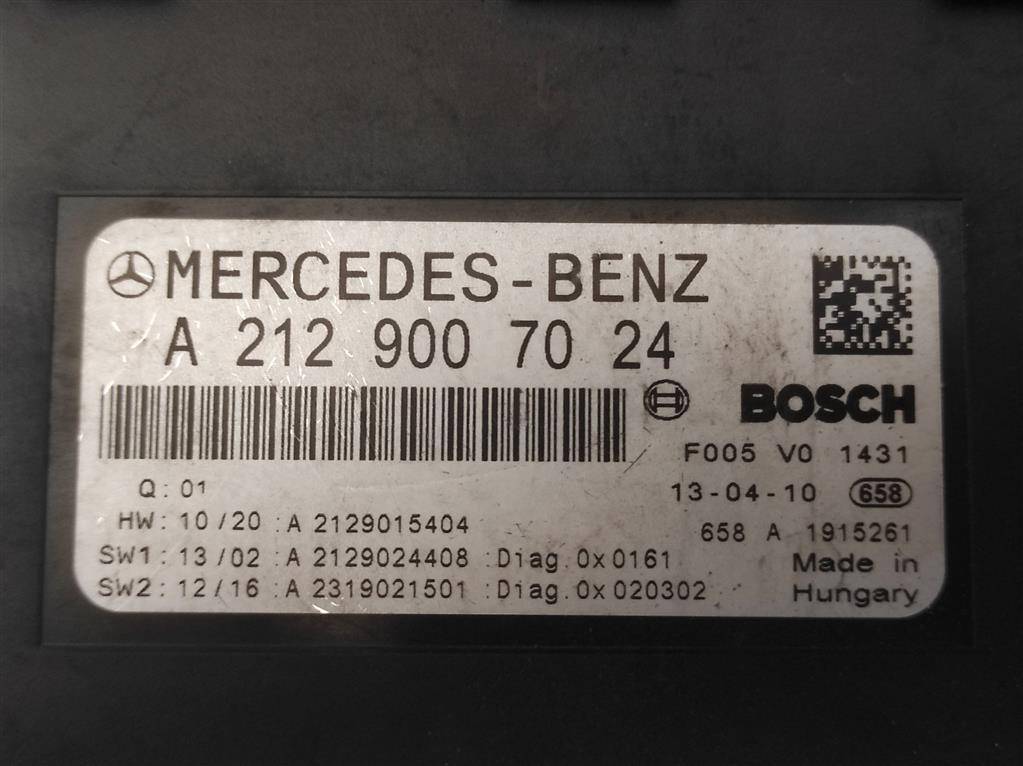 MERCEDES-BENZ
A 212 900 70 24
BOSCH
F005 V0 1431
Q: 01
13-04-10 658
HW: 10/20 :A 2129015404
658 A 1915261
SW1: 13/02 :A 2129024408 :Diag.0x0161
Made in
SW2: 12/16 :A 2319021501 :Diag.0x020302
Hungary